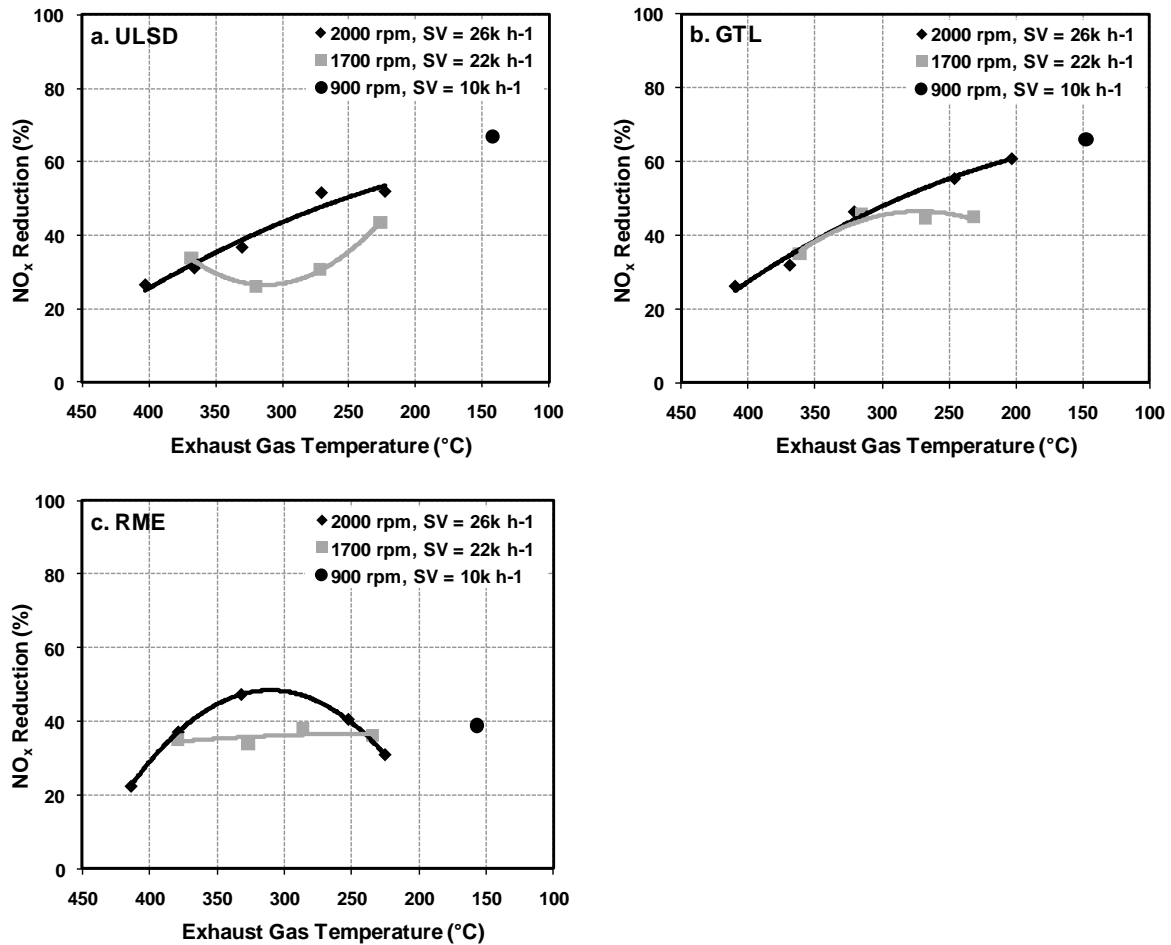 a. ULSD
2000 rpm, SV = 26k h-1
1700 rpm, SV = 22k h-1
900 rpm, SV = 10k h-1
100
80
60
40
20
0
NOx Reduction (%)
450 400 350 300 250 200 150 100
Exhaust Gas Temperature (°C)
b. GTL
2000 rpm, SV = 26k h-1
1700 rpm, SV = 22k h-1
900 rpm, SV = 10k h-1
100
80
60
40
20
0
NOx Reduction (%)
450 400 350 300 250 200 150 100
Exhaust Gas Temperature (°C)
c. RME
2000 rpm, SV = 26k h-1
1700 rpm, SV = 22k h-1
900 rpm, SV = 10k h-1
100
80
60
40
20
0
NOx Reduction (%)
450 400 350 300 250 200 150 100
Exhaust Gas Temperature (°C)